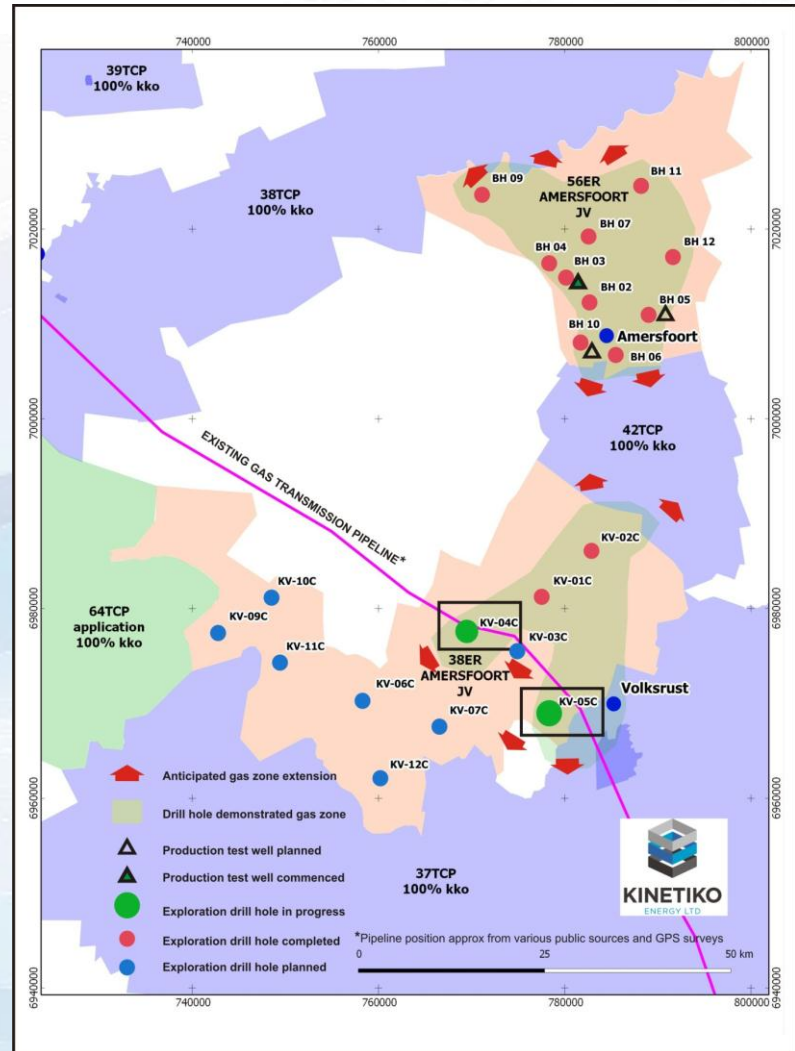 740000
760000
780000
800000
39TCP
100% kko
38TCP
100% kko
BH 09
56ER
AMERSFOORT
JV
BH 11
7020000
7020000
BH 07
BH 12
BH 04
BH 03
BH 02
BH 05
BH 10
Amersfoort
BH 06
7000000
7000000
42TCP
100% kko
EXISTING GAS TRANSMISSION PIPELINE*
KV-02C
KV-01C
KV-10C
6980000
6980000
64TCP
application
100% kko
KV-09C
KV-04C
KV-03C
KV-11C
38ER
AMERSFOORT
JV
KV-06C
KV-05C
Volksrust
KV-07C
KV-12C
6960000
6960000
Anticipated gas zone extension
Drill hole demonstrated gas zone
Production test well planned
Production test well commenced
Exploration drill hole in progress
Exploration drill hole completed
Exploration drill hole planned
37TCP
100% kko
KINETIKO
ENERGY LTD
*Pipeline position approx from various public sources and GPS surveys
0
25
50 km
6940000
6940000
740000
760000
780000
800000